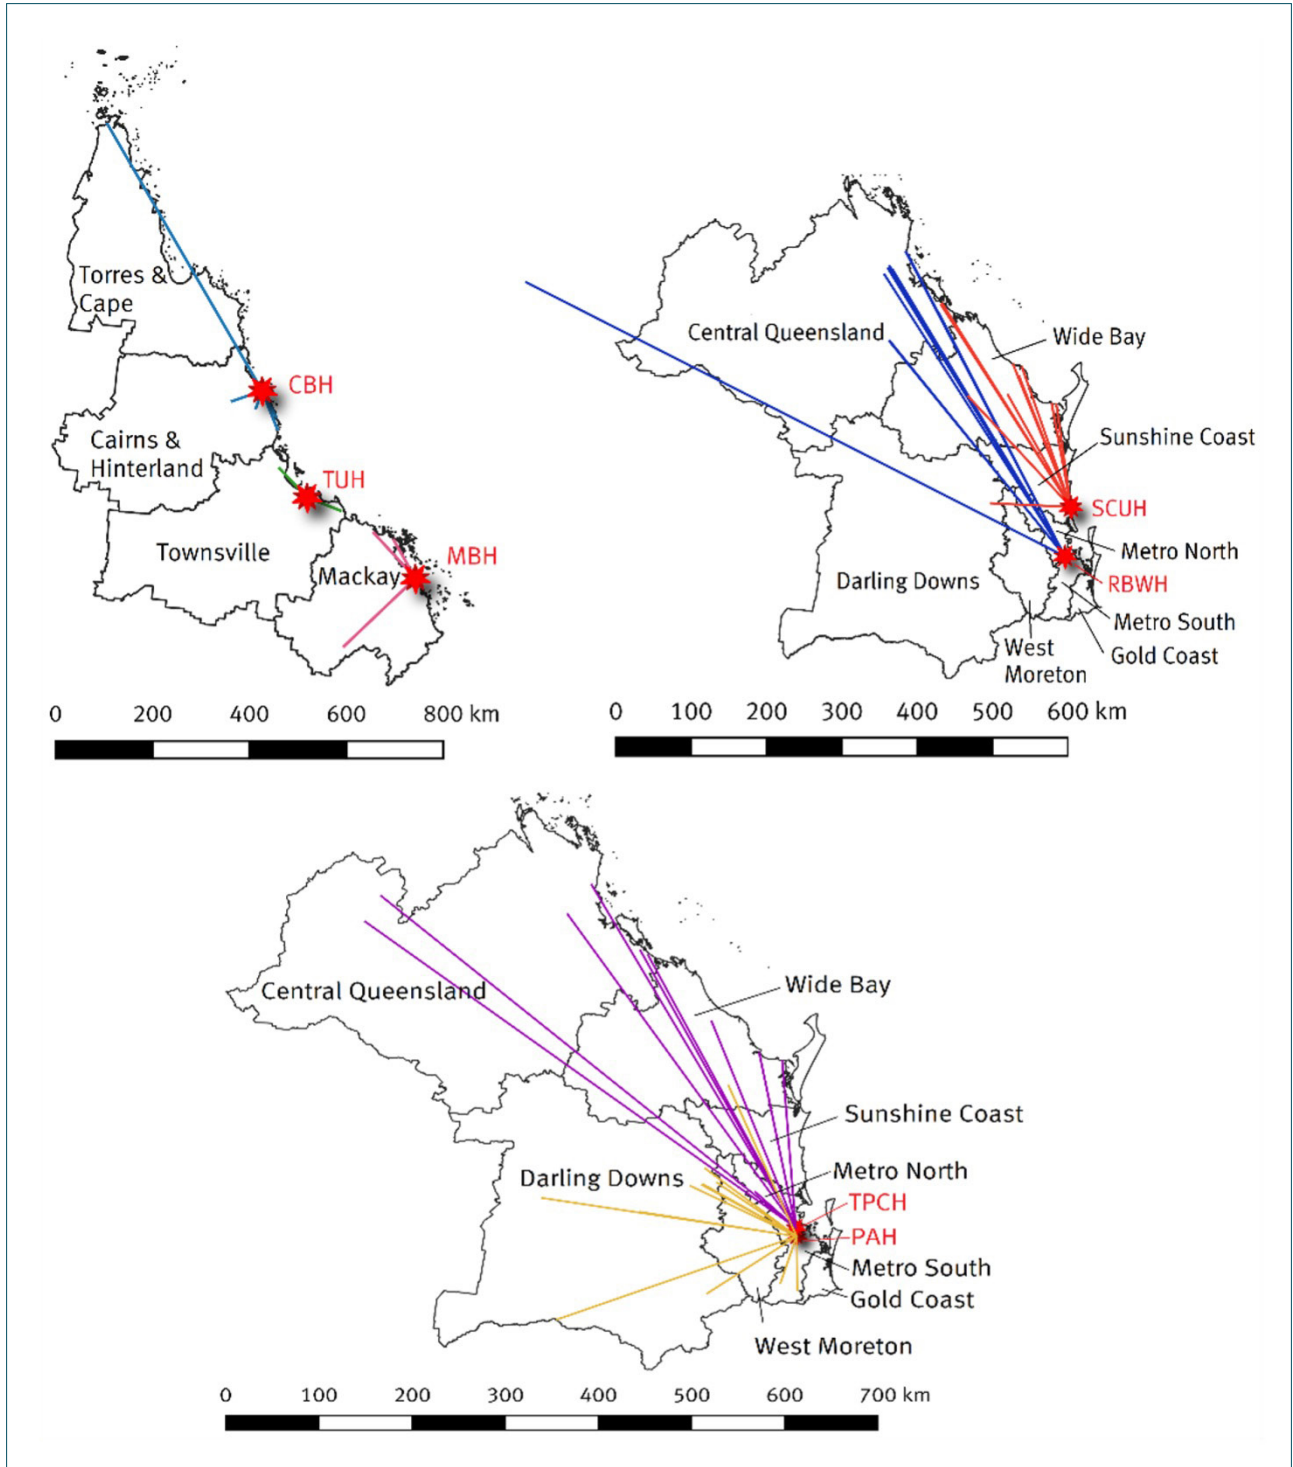 Torres &
Cape
CBH
Cairns &
Hinterland
TUH
Townsville
MBH
Mackay
0 200 400 600 800 km
Central Queensland
Wide Bay
Sunshine Coast
SCUH
Metro North
Darling Downs
RBWH
Metro South
West
Moreton
Gold Coast
0 100 200 300 400 500 600 km
Wide Bay
Central Queensland
Sunshine Coast
Metro North
Darling Downs
TPCH
PAH
Metro South
Gold Coast
West Moreton
0 100 200 300 400 500 600 700 km